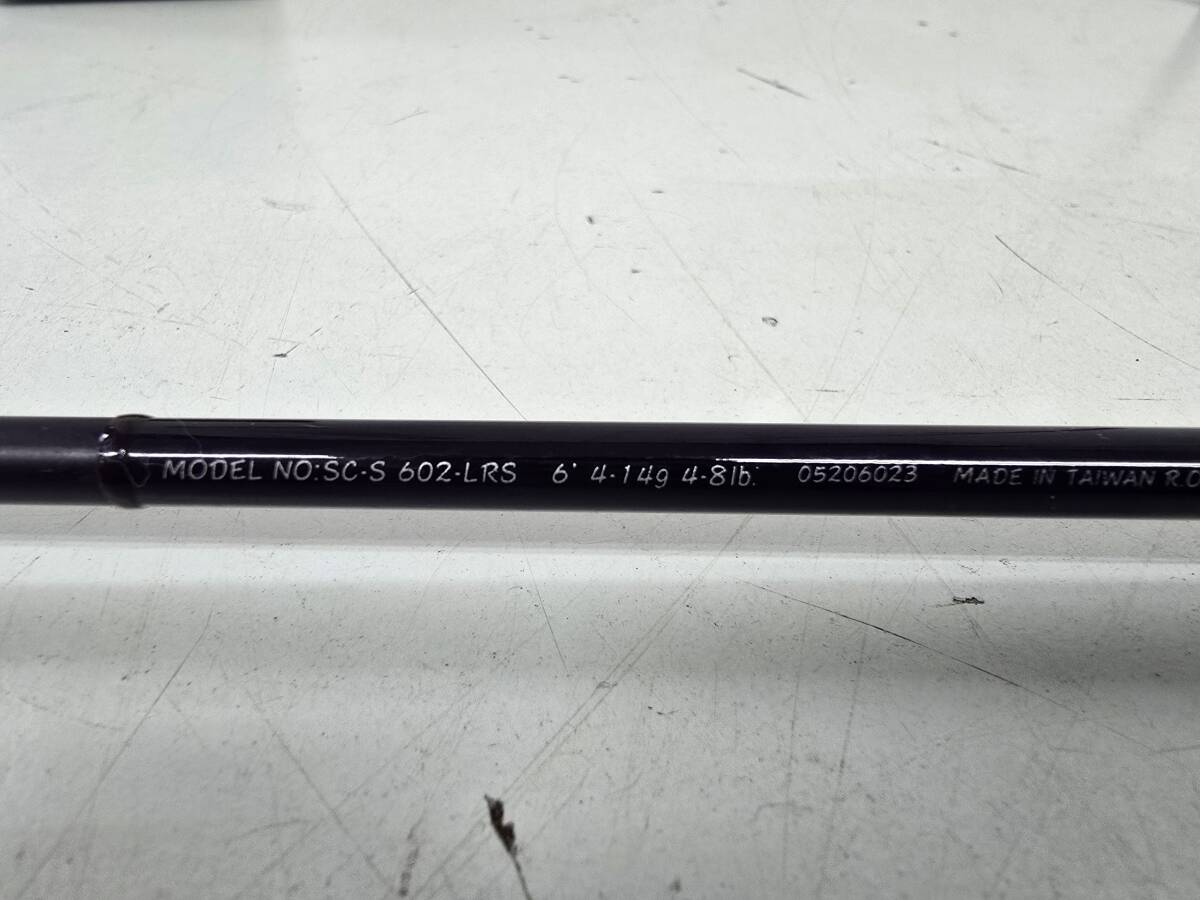 MODEL NO:SC-S 602-LRS 6' 4-14g 4-8lb. 05206023 MADE IN TAIWAN R.O